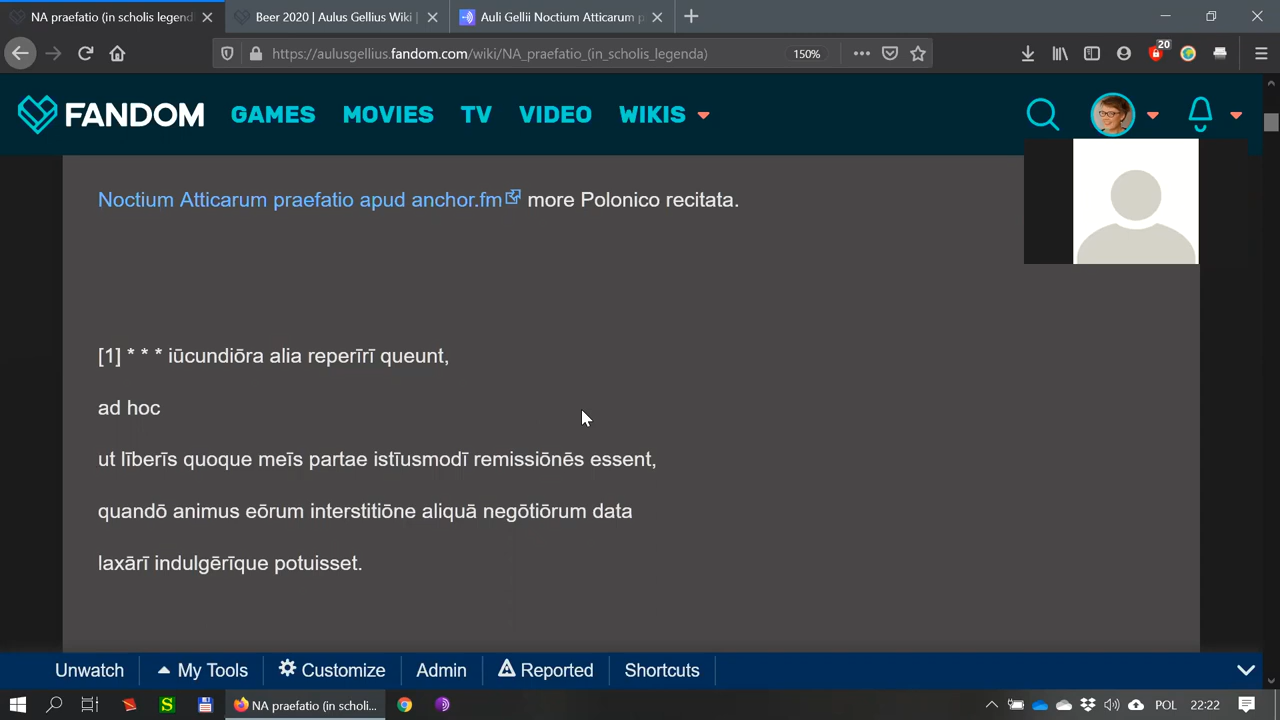 NA praefatio (in scholis legend
Beer 2020 | Aulus Gellius Wiki |
Auli Gellii Noctium Atticarum p
https://aulusgellius.fandom.com/wiki/NA_praefatio_(in_scholis_legenda)
150%
20
FANDOM GAMES MOVIES TV VIDEO WIKIS
Noctium Atticarum praefatio apud anchor.fm more Polonico recitata.
[1] * * * iūcundiōra alia reperīrī queunt,
ad hoc
ut līberīs quoque meīs partae istīusmodī remissiōnēs essent,
quandō animus eōrum interstitiōne aliquā negōtiōrum data
laxārī indulgērīque potuisset.
Unwatch My Tools Customize Admin Reported Shortcuts
NA praefatio (in scholi...
POL 22:22